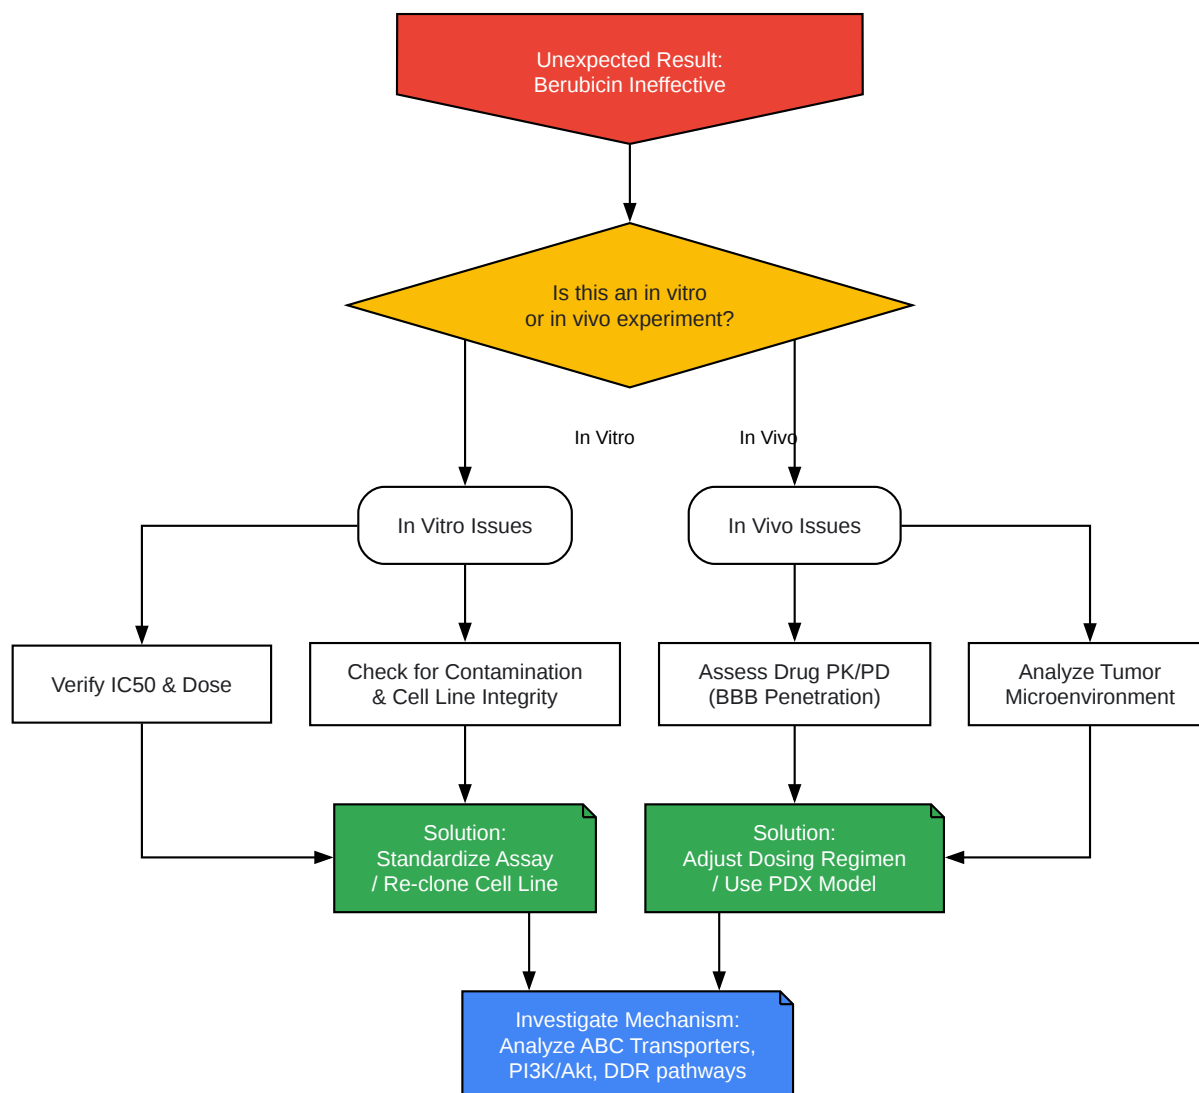 Unexpected Result:
Berubicin Ineffective
Is this an in vitro
or in vivo experiment?
In Vitro
In Vivo
In Vitro Issues
In Vivo Issues
Verify IC50 & Dose
Check for Contamination
& Cell Line Integrity
Assess Drug PK/PD
(BBB Penetration)
Analyze Tumor
Microenvironment
Solution:
Standardize Assay
/ Re-clone Cell Line
Solution:
Adjust Dosing Regimen
/ Use PDX Model
Investigate Mechanism:
Analyze ABC Transporters,
PI3K/Akt, DDR pathways